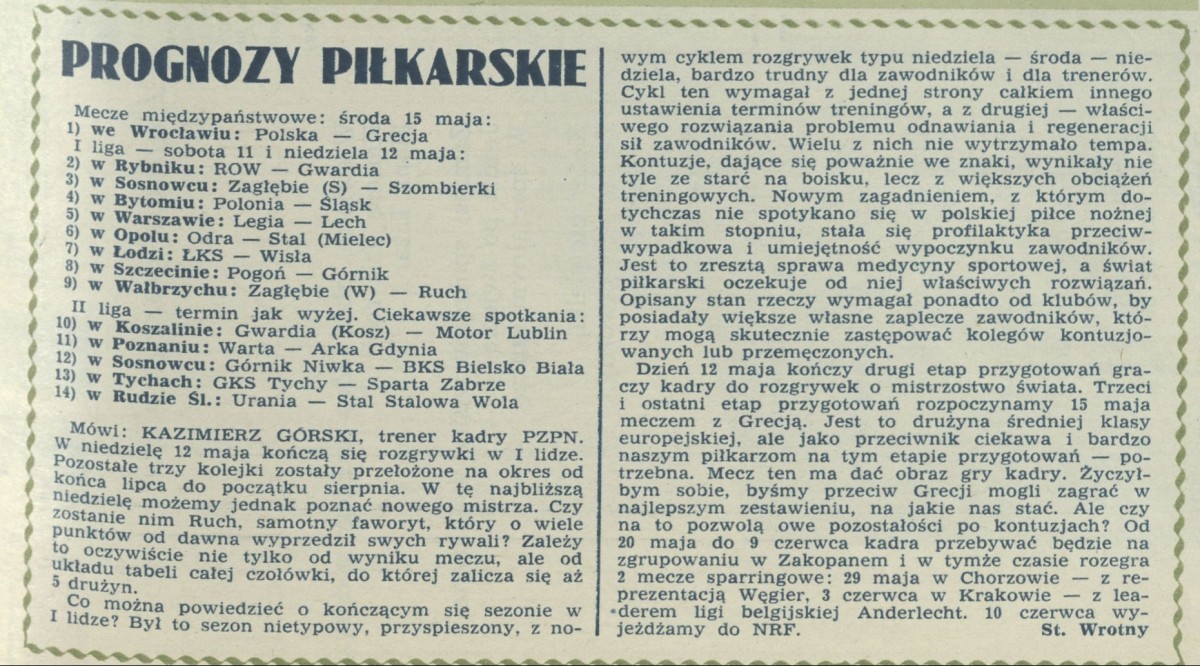 PROGNOZY PIŁKARSKIE
Mecze międzypaństwowe: środa 15 maja:
1) we Wrocławiu: Polska — Grecja
I liga — sobota 11 i niedziela 12 maja:
2) w Rybniku: ROW — Gwardia
3) w Sosnowcu: Zagłębie (S) — Szombierki
4) w Bytomiu: Polonia — Śląsk
5) w Warszawie: Legia — Lech
6) w Opolu: Odra — Stal (Mielec)
7) w Łodzi: ŁKS — Wisła
8) w Szczecinie: Pogoń — Górnik
9) w Wałbrzychu: Zagłębie (W) — Ruch
II liga — termin jak wyżej. Ciekawsze spotkania:
10) w Koszalinie: Gwardia (Kosz) — Motor Lublin
11) w Poznaniu: Warta — Arka Gdynia
12) w Sosnowcu: Górnik Niwka — BKS Bielsko Biała
13) w Tychach: GKS Tychy — Sparta Zabrze
14) w Rudzie Śl.: Urania — Stal Stalowa Wola
Mówi: KAZIMIERZ GÓRSKI, trener kadry PZPN.
W niedzielę 12 maja kończą się rozgrywki w I lidze.
Pozostałe trzy kolejki zostały przełożone na okres od
końca lipca do początku sierpnia. W tę najbliższą
niedzielę możemy jednak poznać nowego mistrza. Czy
zostanie nim Ruch, samotny faworyt, który o wiele
punktów od dawna wyprzedził swych rywali? Zależy
to oczywiście nie tylko od wyniku meczu, ale od
układu tabeli całej czołówki, do której zalicza się aż
5 drużyn.
Co można powiedzieć o kończącym się sezonie w
I lidze? Był to sezon nietypowy, przyspieszony, z no-
wym cyklem rozgrywek typu niedziela — środa — nie-
dziela, bardzo trudny dla zawodników i dla trenerów.
Cykl ten wymagał z jednej strony całkiem innego
ustawienia terminów treningów, a z drugiej — właści-
wego rozwiązania problemu odnawiania i regeneracji
sił zawodników. Wielu z nich nie wytrzymało tempa.
Kontuzje, dające się poważnie we znaki, wynikały nie
tyle ze starć na boisku, lecz z większych obciążeń
treningowych. Nowym zagadnieniem, z którym do-
tychczas nie spotykano się w polskiej piłce nożnej
w takim stopniu, stała się profilaktyka przeciw-
wypadkowa i umiejętność wypoczynku zawodników.
Jest to zresztą sprawa medycyny sportowej, a świat
piłkarski oczekuje od niej właściwych rozwiązań.
Opisany stan rzeczy wymagał ponadto od klubów, by
posiadały większe własne zaplecze zawodników, któ-
rzy mogą skutecznie zastępować kolegów kontuzjo-
wanych lub przemęczonych.
Dzień 12 maja kończy drugi etap przygotowań gra-
czy kadry do rozgrywek o mistrzostwo świata. Trzeci
i ostatni etap przygotowań rozpoczynamy 15 maja
meczem z Grecją. Jest to drużyna średniej klasy
europejskiej, ale jako przeciwnik ciekawa i bardzo
naszym piłkarzom na tym etapie przygotowań — po-
trzebna. Mecz ten ma dać obraz gry kadry. Życzył-
bym sobie, byśmy przeciw Grecji mogli zagrać w
najlepszym zestawieniu, na jakie nas stać. Ale czy
na to pozwolą owe pozostałości po kontuzjach? Od
20 maja do 9 czerwca kadra przebywać będzie na
zgrupowaniu w Zakopanem i w tymże czasie rozegra
2 mecze sparringowe: 29 maja w Chorzowie — z re-
prezentacją Węgier, 3 czerwca w Krakowie — z lea-
derem ligi belgijskiej Anderlecht. 10 czerwca wy-
jeżdżamy do NRF. St. Wrotny